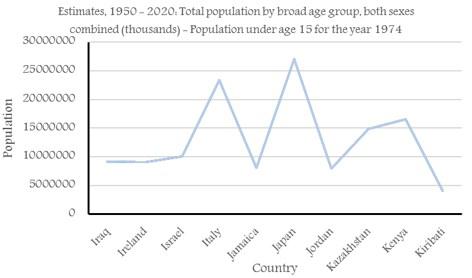 Estimates, 1950 - 2020: Total population by broad age group, both sexes
combined (thousands) - Population under age 15 for the year 1974
30000000
25000000
20000000
15000000
10000000
5000000
0
Population
Iraq
Ireland
Israel
Italy
Jamaica
Japan
Jordan
Kazakhstan
Kenya
Kiribati
Country